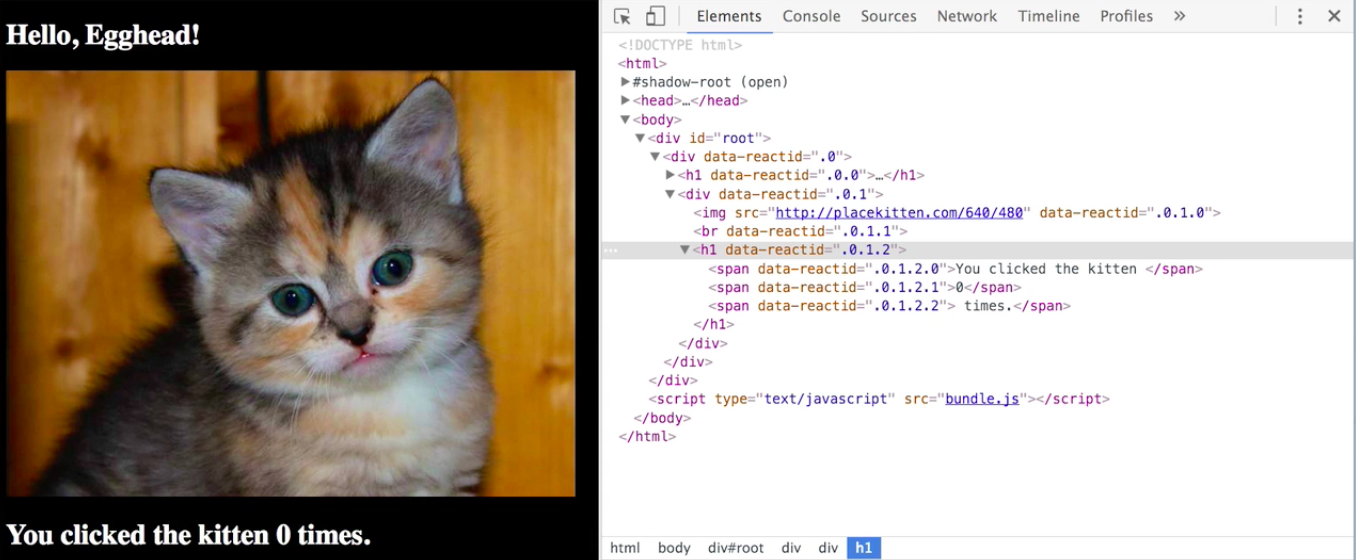 Hello, Egghead!
You clicked the kitten 0 times.
Elements Console Sources Network Timeline Profiles »
<!DOCTYPE html>
<html>
▶#shadow-root (open)
▶<head>…</head>
▼<body>
▼<div id="root">
▼<div data-reactid=".0">
▶<h1 data-reactid=".0.0">…</h1>
▼<div data-reactid=".0.1">
<img src="http://placekitten.com/640/480" data-reactid=".0.1.0">
<br data-reactid=".0.1.1">
… ▼<h1 data-reactid=".0.1.2">
<span data-reactid=".0.1.2.0">You clicked the kitten </span>
<span data-reactid=".0.1.2.1">0</span>
<span data-reactid=".0.1.2.2"> times.</span>
</h1>
</div>
</div>
</div>
<script type="text/javascript" src="bundle.js"></script>
</body>
</html>
html body div#root div div h1